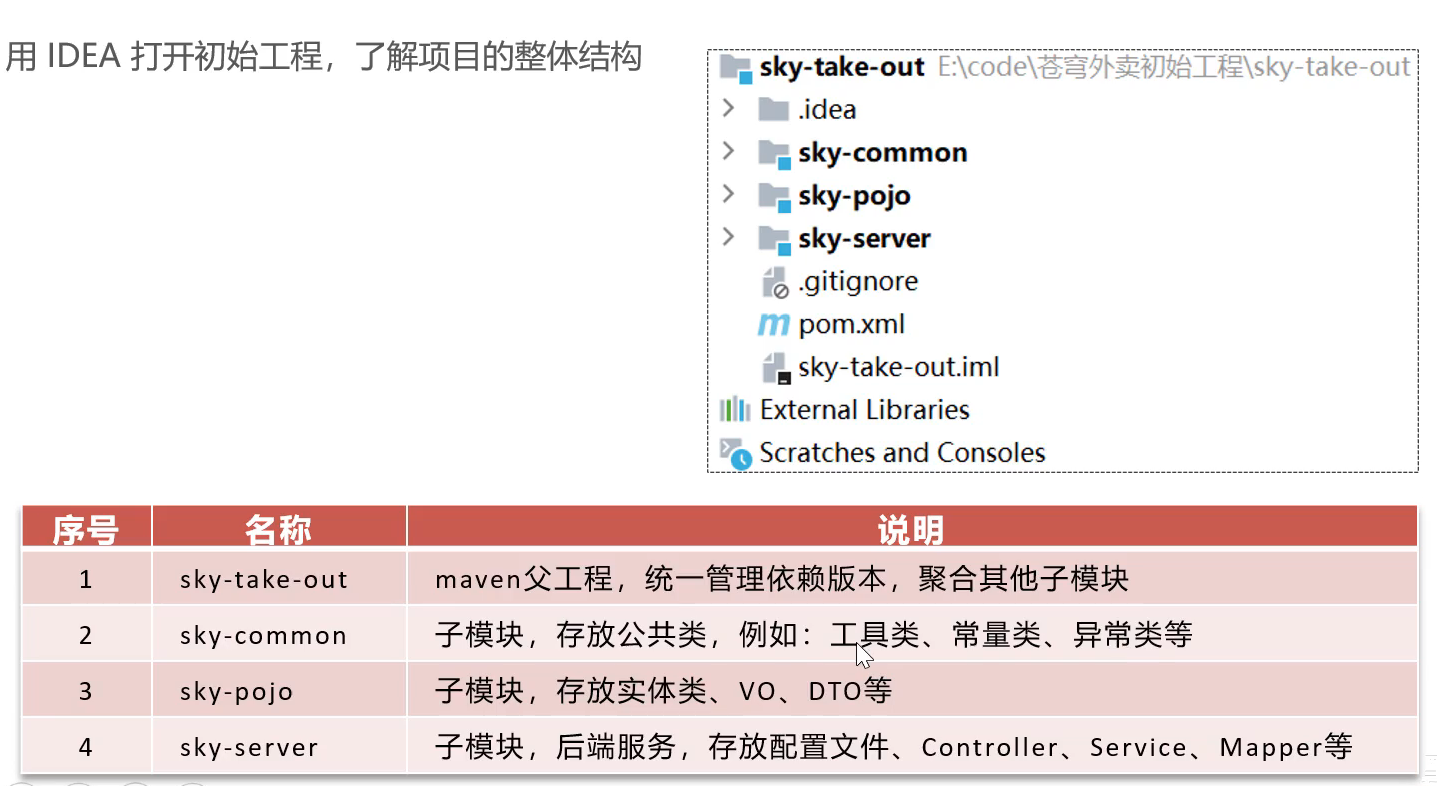 用 IDEA 打开初始工程，了解项目的整体结构
sky-take-out E:\code\苍穹外卖初始工程\sky-take-out
.idea
sky-common
sky-pojo
sky-server
.gitignore
pom.xml
sky-take-out.iml
External Libraries
Scratches and Consoles
序号 名称 说明
1 sky-take-out maven父工程，统一管理依赖版本，聚合其他子模块
2 sky-common 子模块，存放公共类，例如：工具类、常量类、异常类等
3 sky-pojo 子模块，存放实体类、VO、DTO等
4 sky-server 子模块，后端服务，存放配置文件、Controller、Service、Mapper等